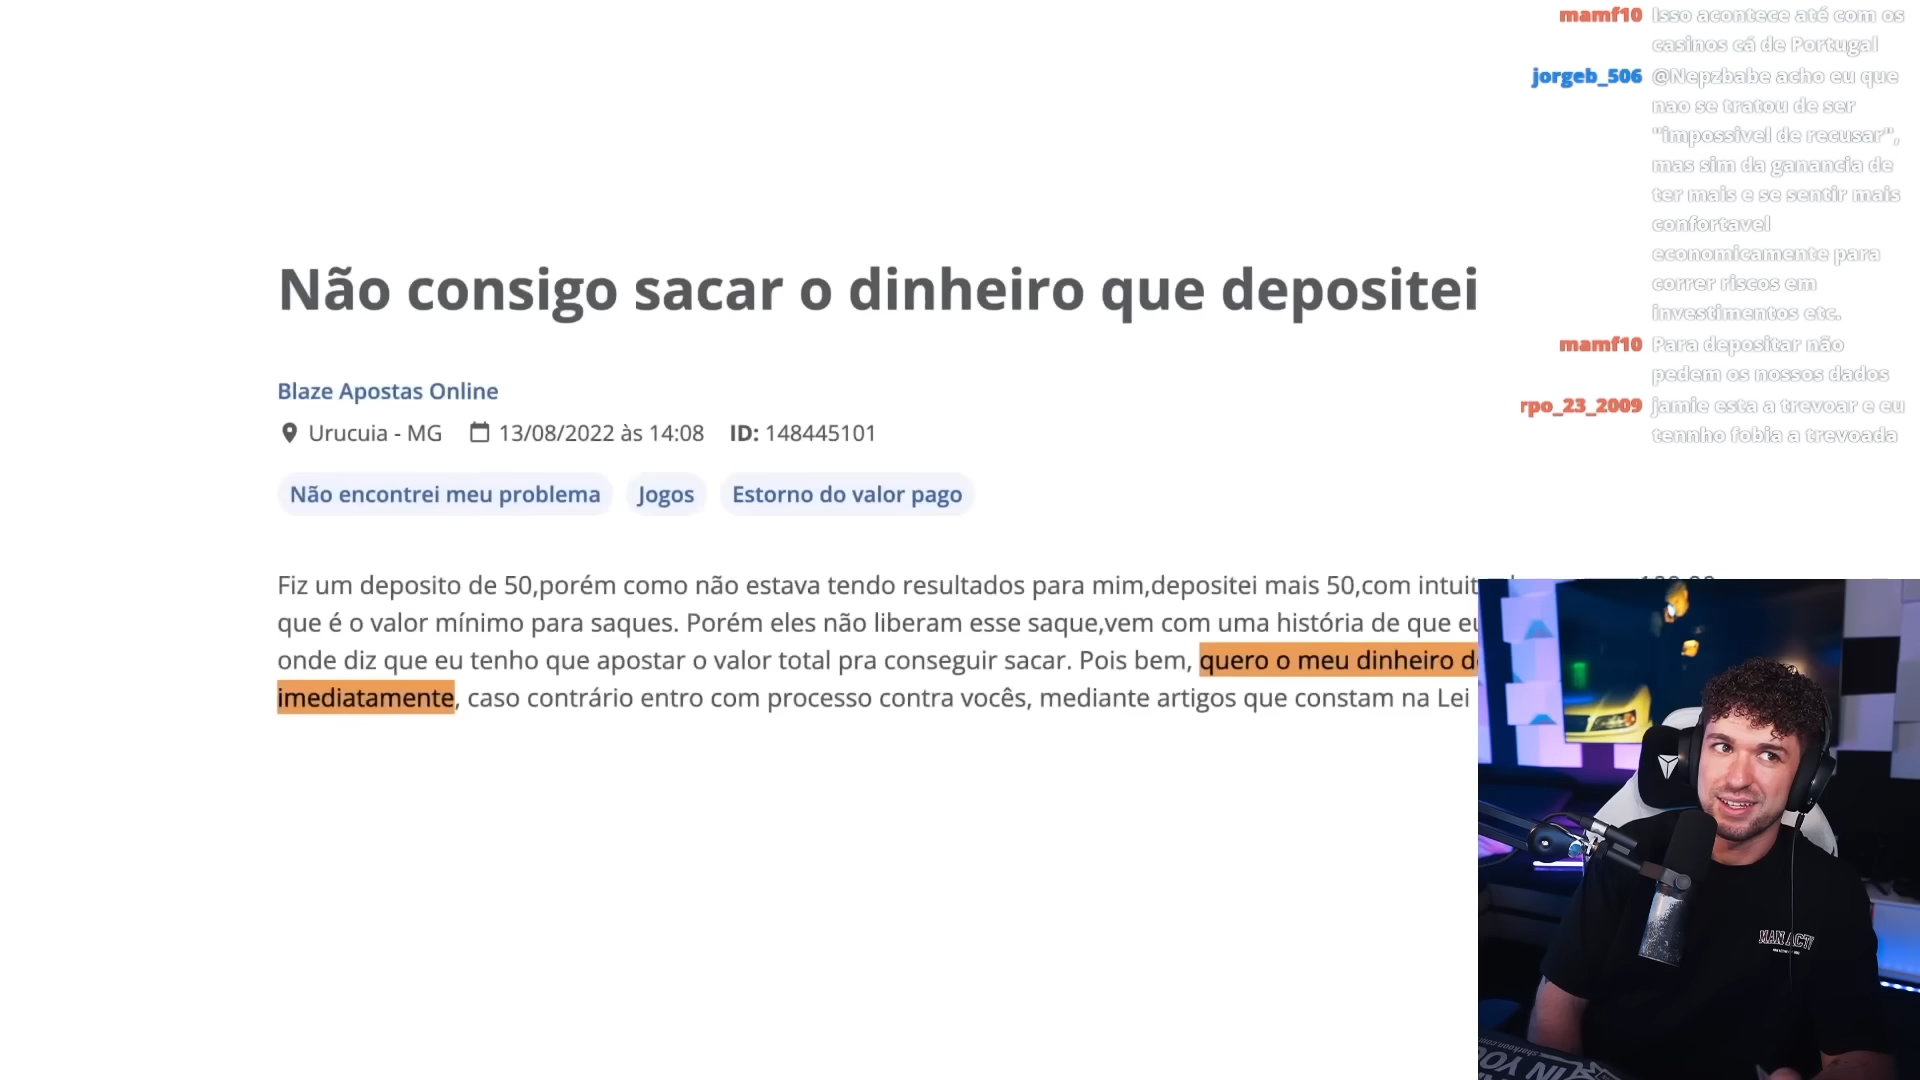 Não consigo sacar o dinheiro que depositei
Blaze Apostas Online
Urucuia - MG 13/08/2022 às 14:08 ID: 148445101
Não encontrei meu problema Jogos Estorno do valor pago
Fiz um deposito de 50,porém como não estava tendo resultados para mim,depositei mais 50,com
que é o valor mínimo para saques. Porém eles não liberam esse saque,vem com uma história de que
onde diz que eu tenho que apostar o valor total pra conseguir sacar. Pois bem, quero o meu dinheiro
imediatamente, caso contrário entro com processo contra vocês, mediante artigos que constam na Lei
mamf10 Isso acontece até com os
casinos cá de Portugal
jorgeb_506 @Nepzbabe acho eu que
nao se tratou de ser
"impossivel de recusar",
mas sim da ganancia de
ter mais e se sentir mais
confortavel
economicamente para
correr riscos em
investimentos etc.
mamf10 Para depositar não
pedem os nossos dados
rpo_23_2009 jamie esta a trevoar e eu
tennho fobia a trevoada